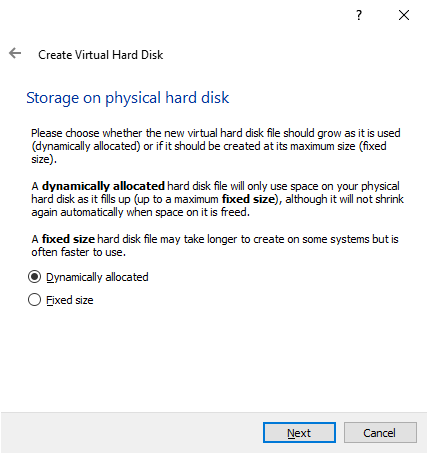 ?
Create Virtual Hard Disk
Storage on physical hard disk
Please choose whether the new virtual hard disk file should grow as it is used
(dynamically allocated) or if it should be created at its maximum size (fixed
size).
A dynamically allocated hard disk file will only use space on your physical
hard disk as it fills up (up to a maximum fixed size), although it will not shrink
again automatically when space on it is freed.
A fixed size hard disk file may take longer to create on some systems but is
often faster to use.
Dynamically allocated
Fixed size
Next Cancel